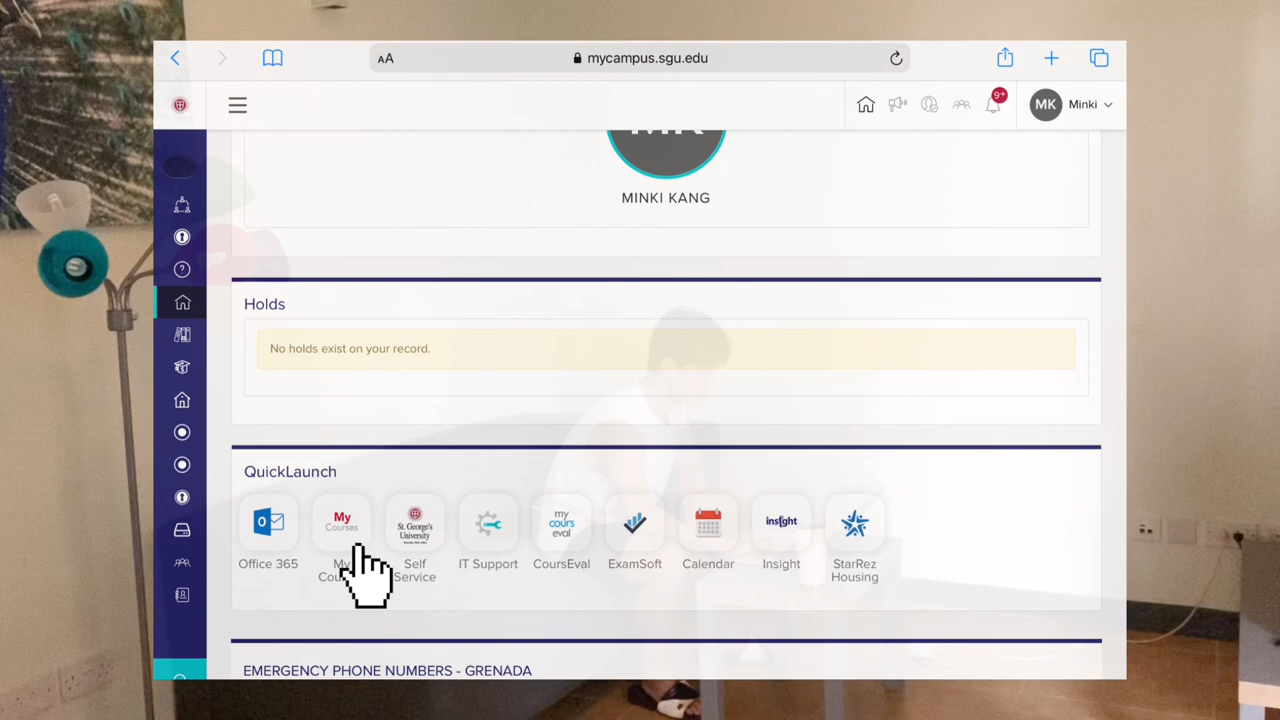 AA mycampus.sgu.edu
9+
MK Minki
MINKI KANG
Holds
No holds exist on your record.
QuickLaunch
My
Courses
St. George's
University
my
cours
eval
insight
Office 365
My
Self
Service
IT Support
CoursEval
ExamSoft
Calendar
Insight
StarRez
Housing
EMERGENCY PHONE NUMBERS - GRENADA